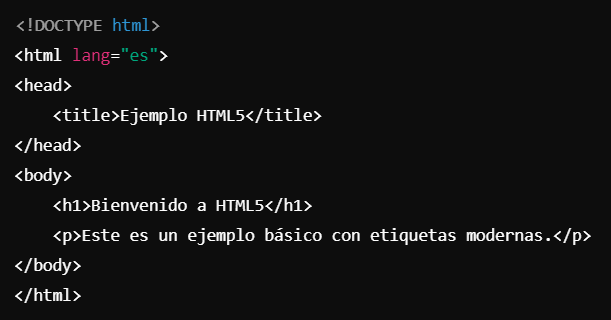 <!DOCTYPE html>
<html lang="es">
<head>
    <title>Ejemplo HTML5</title>
</head>
<body>
    <h1>Bienvenido a HTML5</h1>
    <p>Este es un ejemplo básico con etiquetas modernas.</p>
</body>
</html>